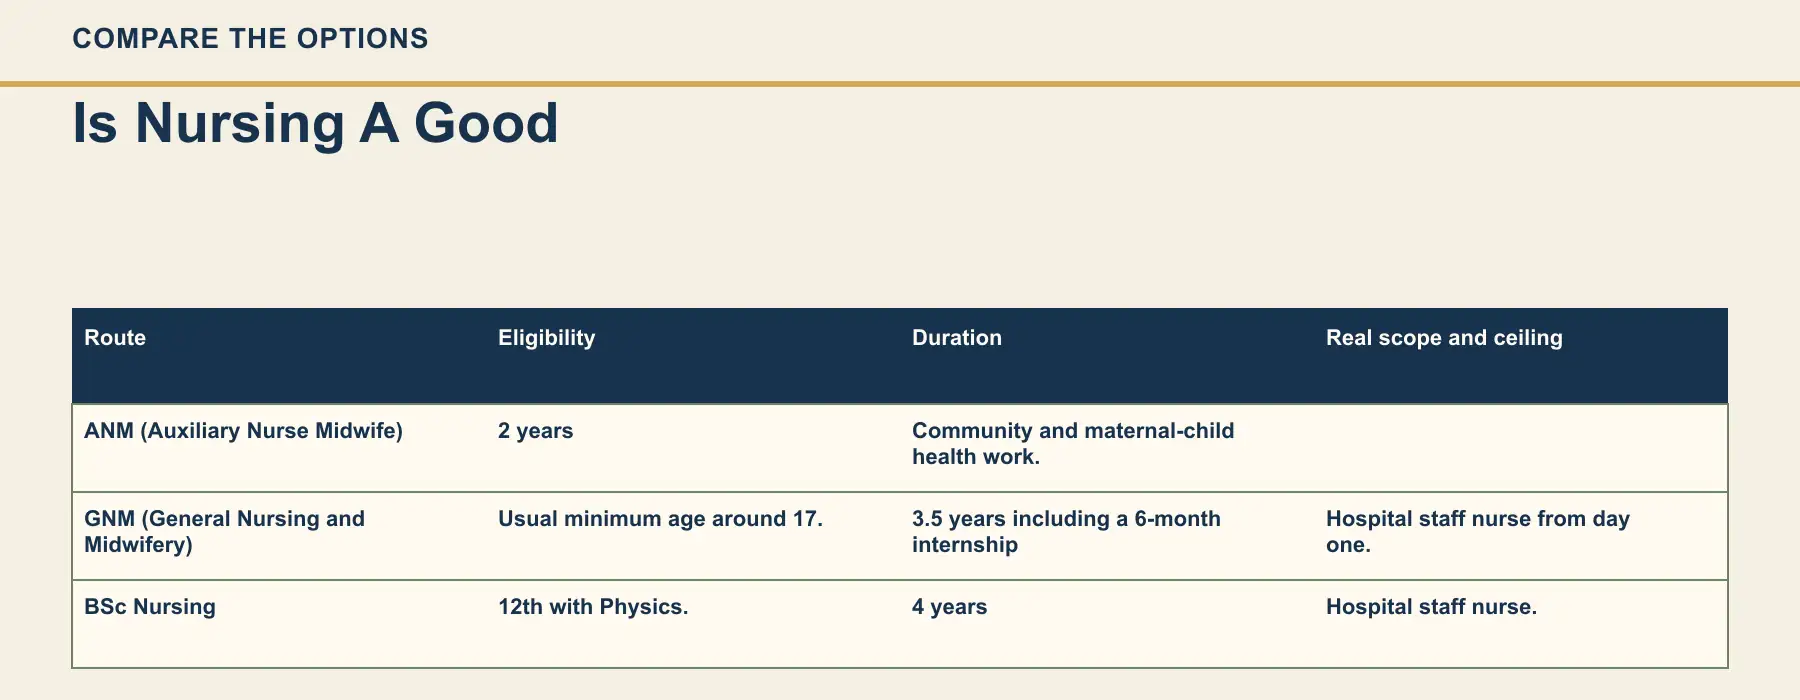 COMPARE THE OPTIONS
Is Nursing A Good
Route Eligibility Duration Real scope and ceiling
ANM (Auxiliary Nurse Midwife) 2 years Community and maternal-child
health work.
GNM (General Nursing and Usual minimum age around 17. 3.5 years including a 6-month Hospital staff nurse from day
Midwifery) internship one.
BSc Nursing 12th with Physics. 4 years Hospital staff nurse.